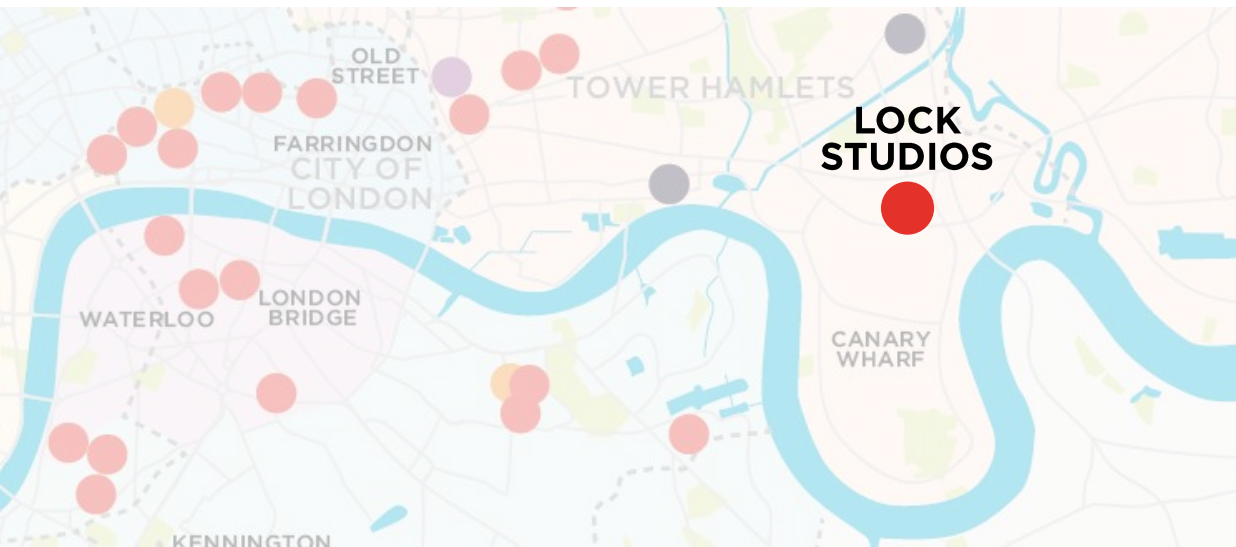 OLD
STREET
TOWER HAMLETS
LOCK
STUDIOS
FARRINGDON
CITY OF
LONDON
LONDON
BRIDGE
WATERLOO
CANARY
WHARF
KENNINGTON